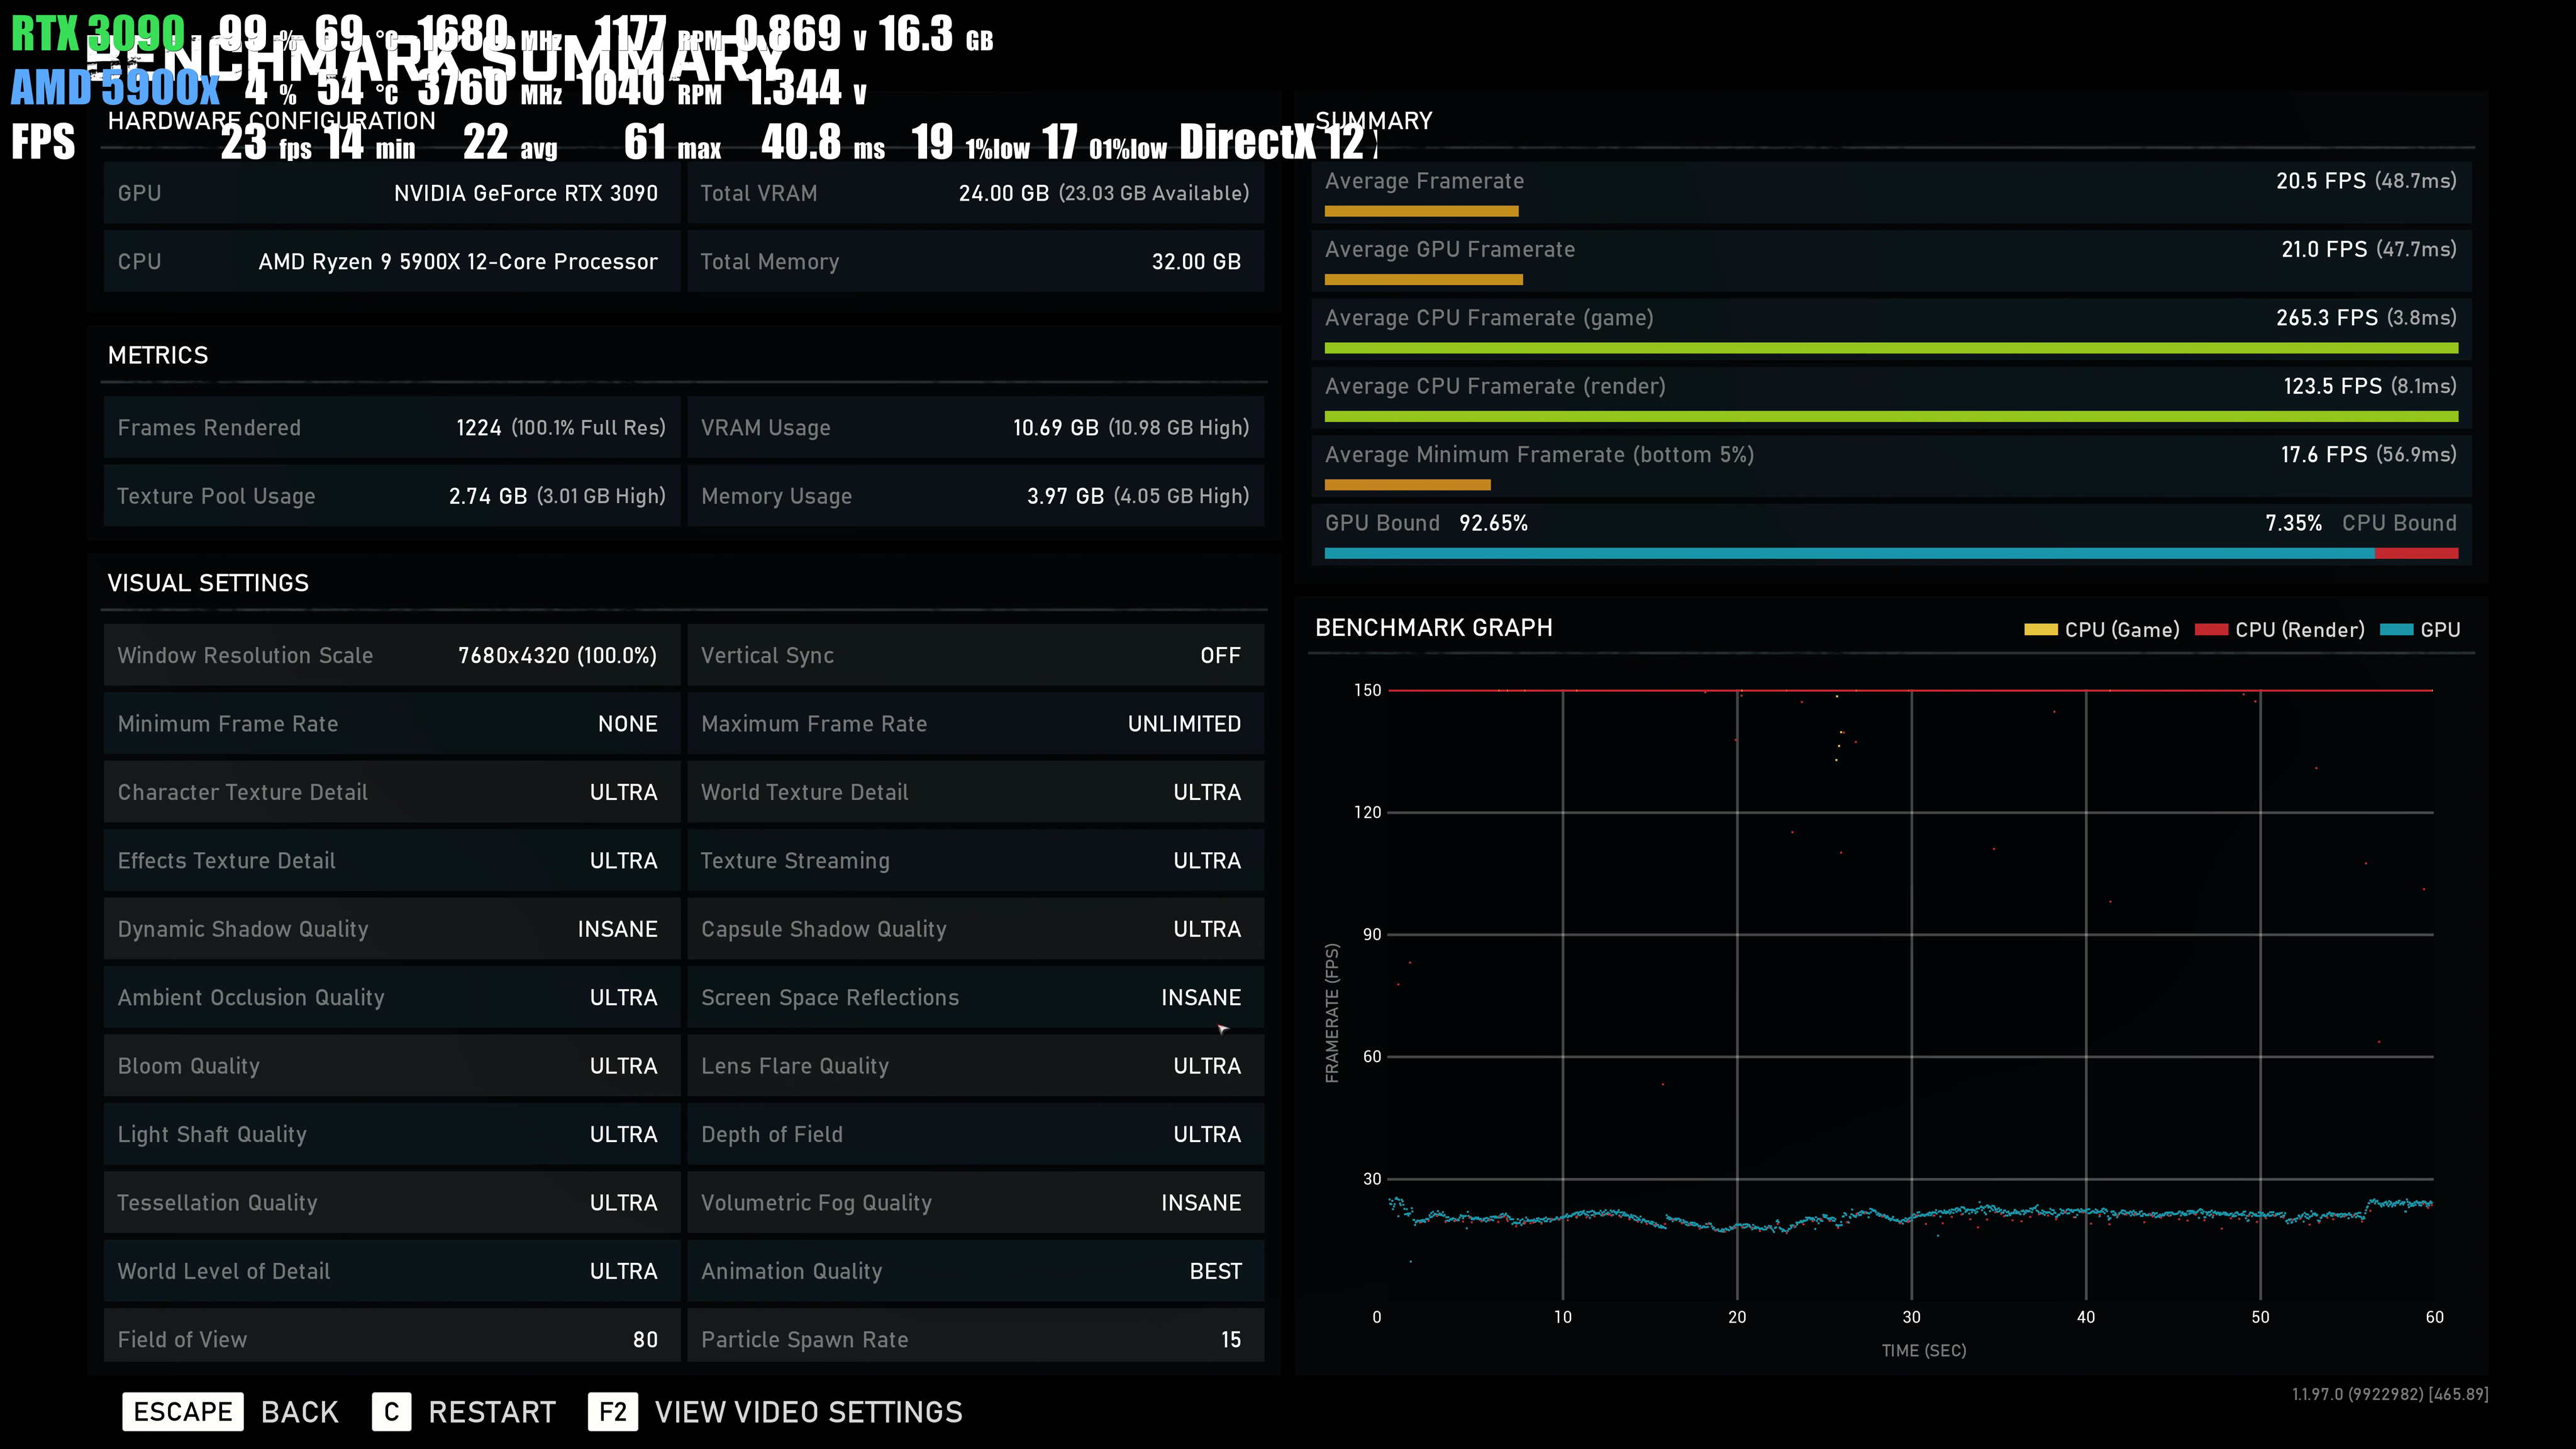 RTX 3090 99 % 69 °C 1680 MHz 1177 RPM 0.869 V 16.3 GB
BENCHMARK SUMMARY
AMD 5900x 4 % 54 °C 3760 MHz 1040 RPM 1.344 V
FPS 23 fps 14 min 22 avg 61 max 40.8 ms 19 1%low 17 01%low DirectX 12
HARDWARE CONFIGURATION
GPU NVIDIA GeForce RTX 3090
Total VRAM 24.00 GB (23.03 GB Available)
CPU AMD Ryzen 9 5900X 12-Core Processor
Total Memory 32.00 GB
METRICS
Frames Rendered 1224 (100.1% Full Res)
VRAM Usage 10.69 GB (10.98 GB High)
Texture Pool Usage 2.74 GB (3.01 GB High)
Memory Usage 3.97 GB (4.05 GB High)
VISUAL SETTINGS
Window Resolution Scale 7680x4320 (100.0%)
Vertical Sync OFF
Minimum Frame Rate NONE
Maximum Frame Rate UNLIMITED
Character Texture Detail ULTRA
World Texture Detail ULTRA
Effects Texture Detail ULTRA
Texture Streaming ULTRA
Dynamic Shadow Quality INSANE
Capsule Shadow Quality ULTRA
Ambient Occlusion Quality ULTRA
Screen Space Reflections INSANE
Bloom Quality ULTRA
Lens Flare Quality ULTRA
Light Shaft Quality ULTRA
Depth of Field ULTRA
Tessellation Quality ULTRA
Volumetric Fog Quality INSANE
World Level of Detail ULTRA
Animation Quality BEST
Field of View 80
Particle Spawn Rate 15
SUMMARY
Average Framerate 20.5 FPS (48.7ms)
Average GPU Framerate 21.0 FPS (47.7ms)
Average CPU Framerate (game) 265.3 FPS (3.8ms)
Average CPU Framerate (render) 123.5 FPS (8.1ms)
Average Minimum Framerate (bottom 5%) 17.6 FPS (56.9ms)
GPU Bound 92.65% 7.35% CPU Bound
BENCHMARK GRAPH CPU (Game) CPU (Render) GPU
150
120
90
60
30
FRAMERATE (FPS)
0 10 20 30 40 50 60
TIME (SEC)
1.1.97.0 (9922982) [465.89]
ESCAPE BACK C RESTART F2 VIEW VIDEO SETTINGS